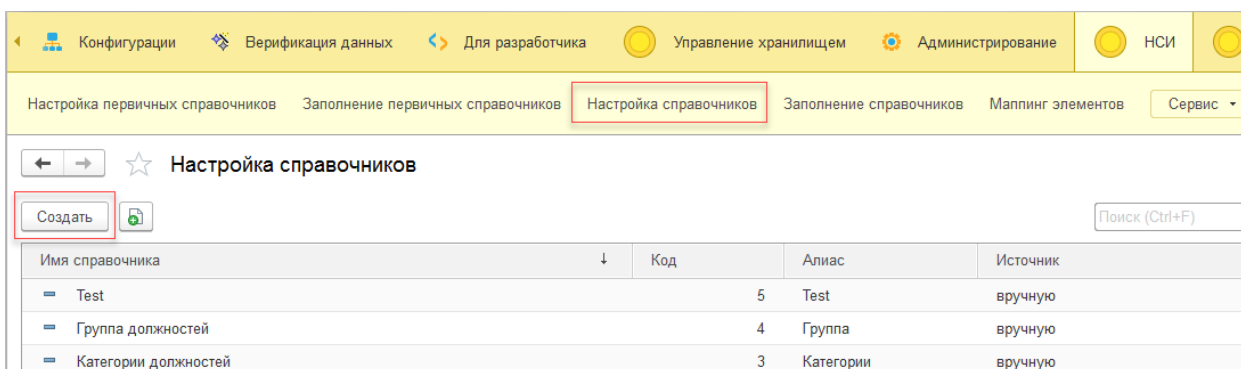 Конфигурации Верификация данных Для разработчика Управление хранилищем Администрирование НСИ
Настройка первичных справочников Заполнение первичных справочников Настройка справочников Заполнение справочников Маппинг элементов Сервис
Настройка справочников
Создать Поиск (Ctrl+F)
Имя справочника ↓ Код Алиас Источник
Test 5 Test вручную
Группа должностей 4 Группа вручную
Категории должностей 3 Категории вручную